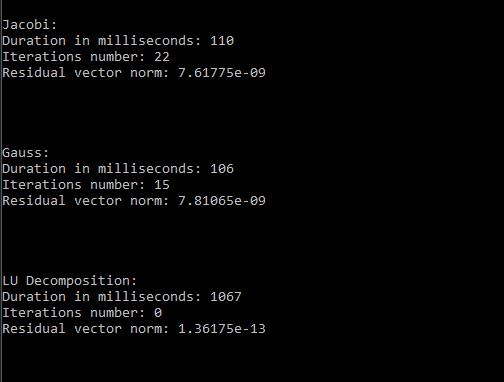 Jacobi:
Duration in milliseconds: 110
Iterations number: 22
Residual vector norm: 7.61775e-09
Gauss:
Duration in milliseconds: 106
Iterations number: 15
Residual vector norm: 7.81065e-09
LU Decomposition:
Duration in milliseconds: 1067
Iterations number: 0
Residual vector norm: 1.36175e-13